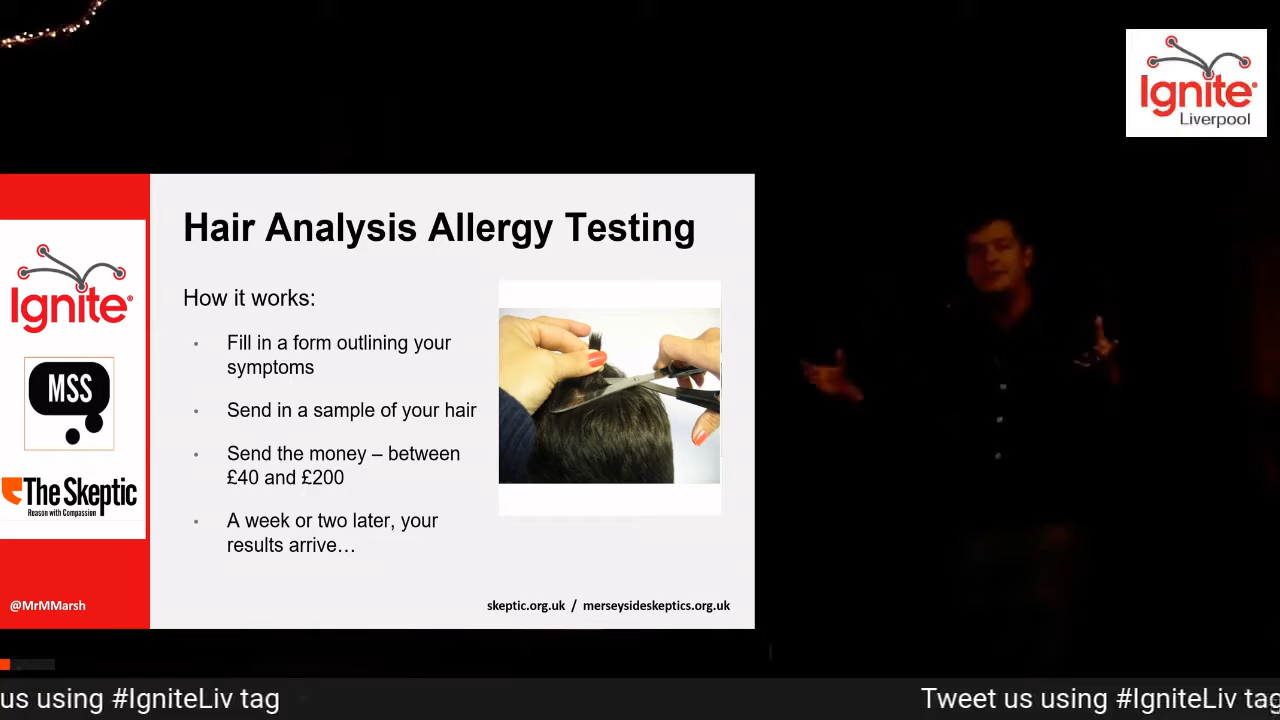 Ignite
Liverpool
Hair Analysis Allergy Testing
How it works:
• Fill in a form outlining your
symptoms
• Send in a sample of your hair
• Send the money – between
£40 and £200
• A week or two later, your
results arrive…
Ignite
MSS
The Skeptic
Reason with Compassion
@MrMMarsh
skeptic.org.uk / merseysideskeptics.org.uk
us using #IgniteLiv tag
Tweet us using #IgniteLiv tag